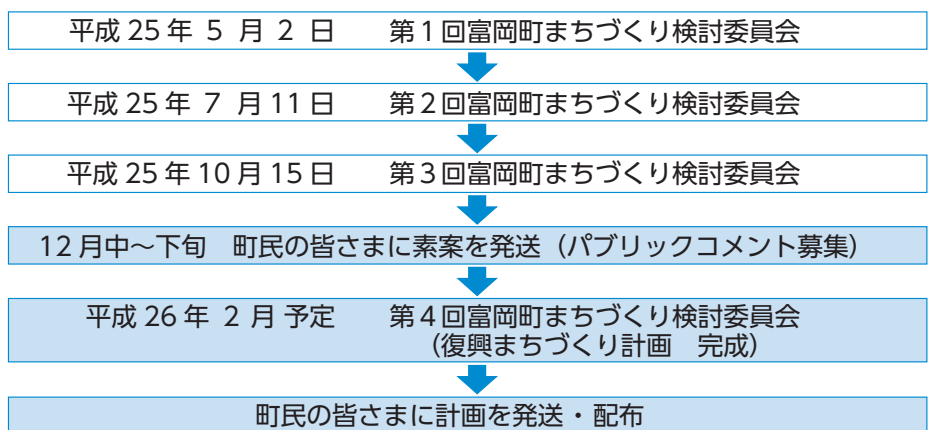 平成 25 年 5 月 2 日 第1回富岡町まちづくり検討委員会
平成 25 年 7 月 11 日 第2回富岡町まちづくり検討委員会
平成 25 年 10 月 15 日 第3回富岡町まちづくり検討委員会
12 月中～下旬 町民の皆さまに素案を発送（パブリックコメント募集）
平成 26 年 2 月 予定 第4回富岡町まちづくり検討委員会
（復興まちづくり計画 完成）
町民の皆さまに計画を発送・配布